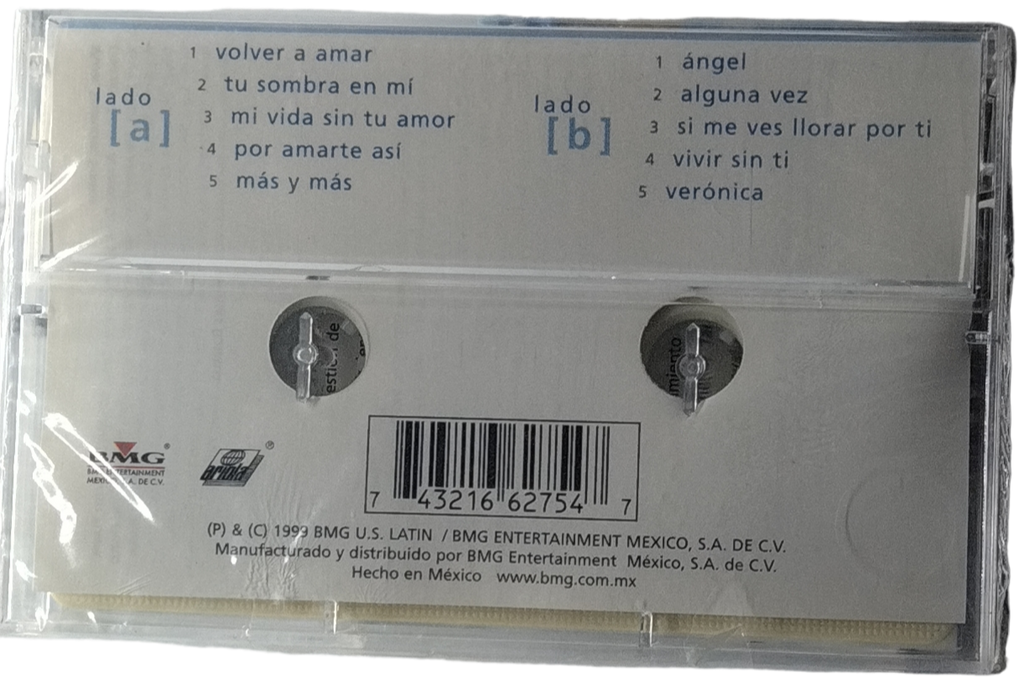 lado
[a]
1 volver a amar
2 tu sombra en mí
3 mi vida sin tu amor
4 por amarte así
5 más y más
lado
[b]
1 ángel
2 alguna vez
3 si me ves llorar por ti
4 vivir sin ti
5 verónica
de
miento
BMG®
BMG ENTERTAINMENT
MEXICO, S.A. DE C.V.
ariola®
7 43216 62754 7
(P) & (C) 1999 BMG U.S. LATIN / BMG ENTERTAINMENT MEXICO, S.A. DE C.V.
Manufacturado y distribuido por BMG Entertainment México, S.A. de C.V.
Hecho en México www.bmg.com.mx